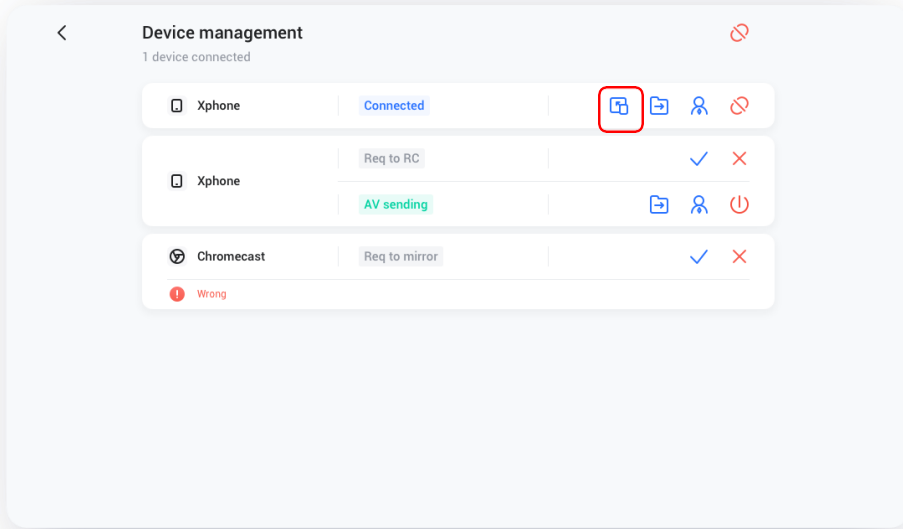 Device management
1 device connected
Xphone Connected
Req to RC
Xphone
AV sending
Chromecast Req to mirror
Wrong